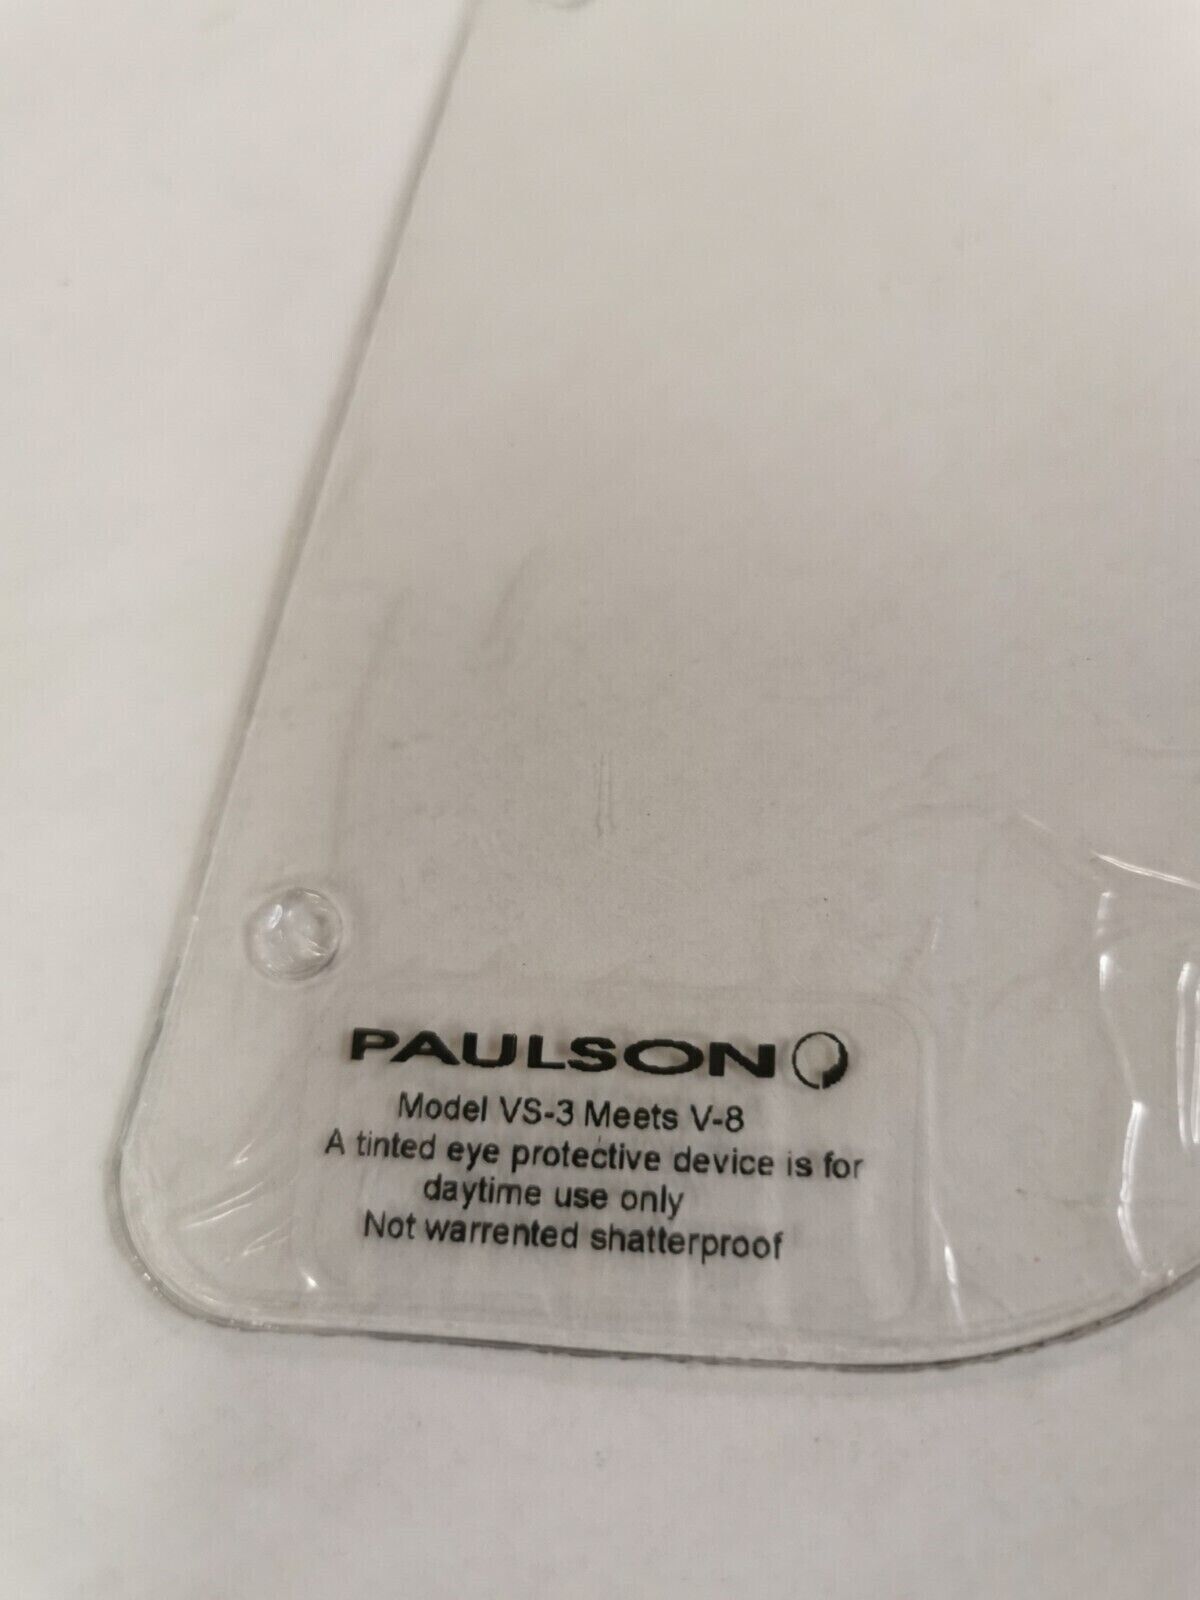 PAULSON
Model VS-3 Meets V-8
A tinted eye protective device is for
daytime use only
Not warrented shatterproof